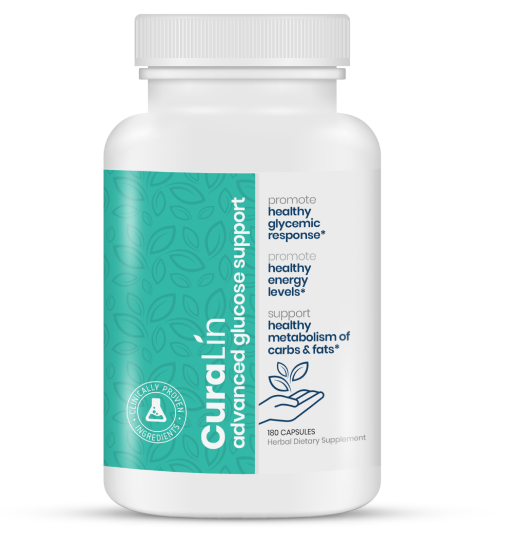 CuraLin
advanced glucose support
CLINICALLY PROVEN
INGREDIENTS
promote
healthy
glycemic
response*
promote
healthy
energy
levels*
support
healthy
metabolism of
carbs & fats*
180 CAPSULES
Herbal Dietary Supplement